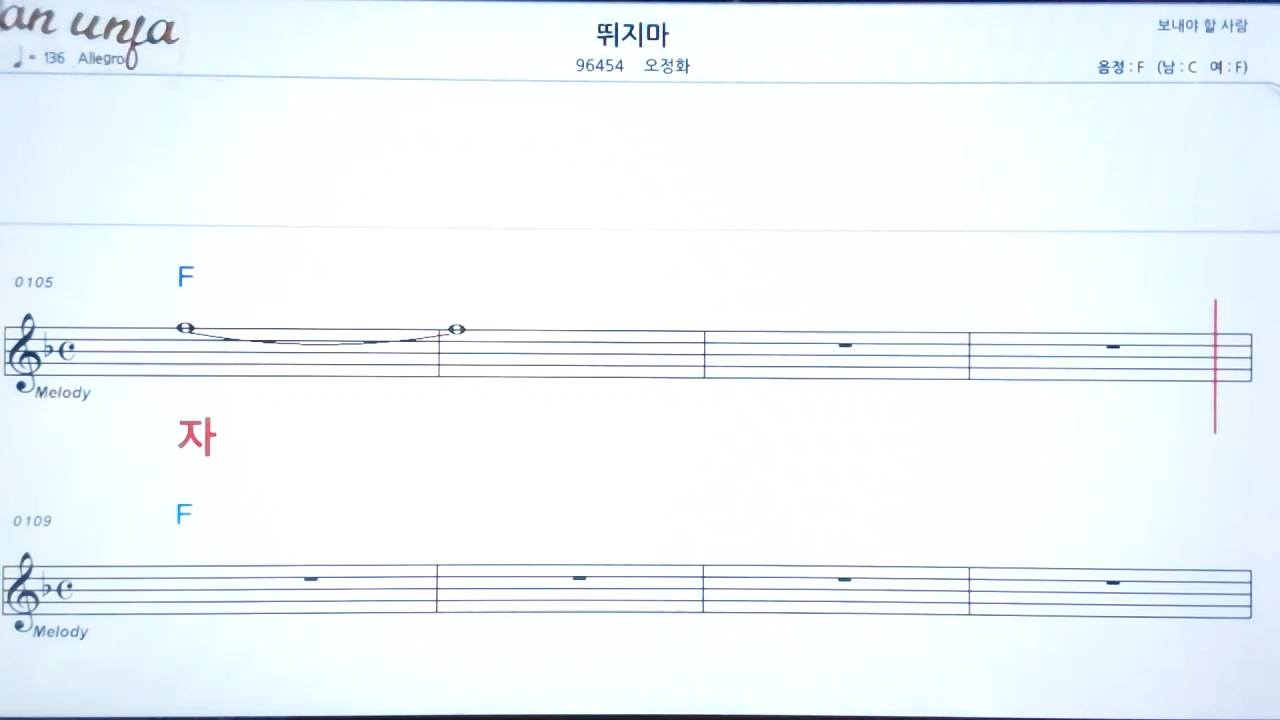 an unja
뛰지마
보내야 할 사람
♩= 136 Allegro
96454 오정화
음정 : F (남 : C 여 : F)
F
0105
Melody
자
F
0109
Melody